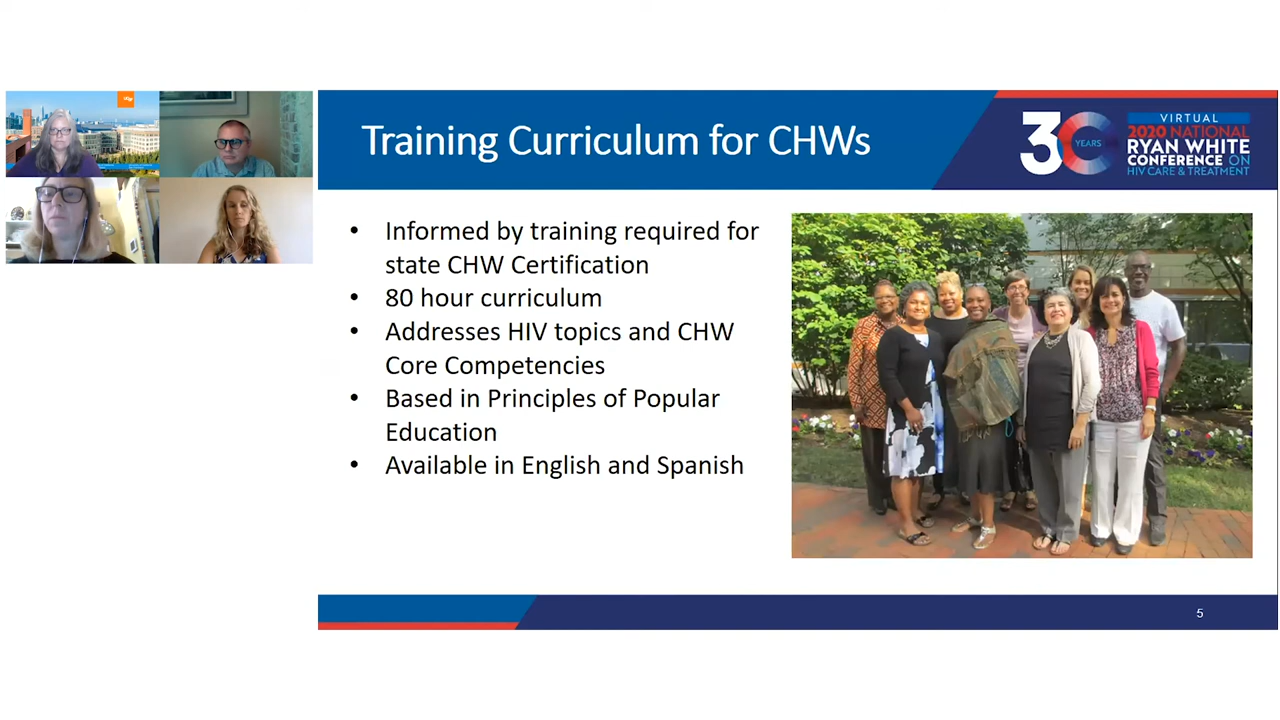 Training Curriculum for CHWs
30
YEARS
VIRTUAL
2020 NATIONAL
RYAN WHITE
CONFERENCE ON
HIV CARE & TREATMENT
• Informed by training required for
state CHW Certification
• 80 hour curriculum
• Addresses HIV topics and CHW
Core Competencies
• Based in Principles of Popular
Education
• Available in English and Spanish
5